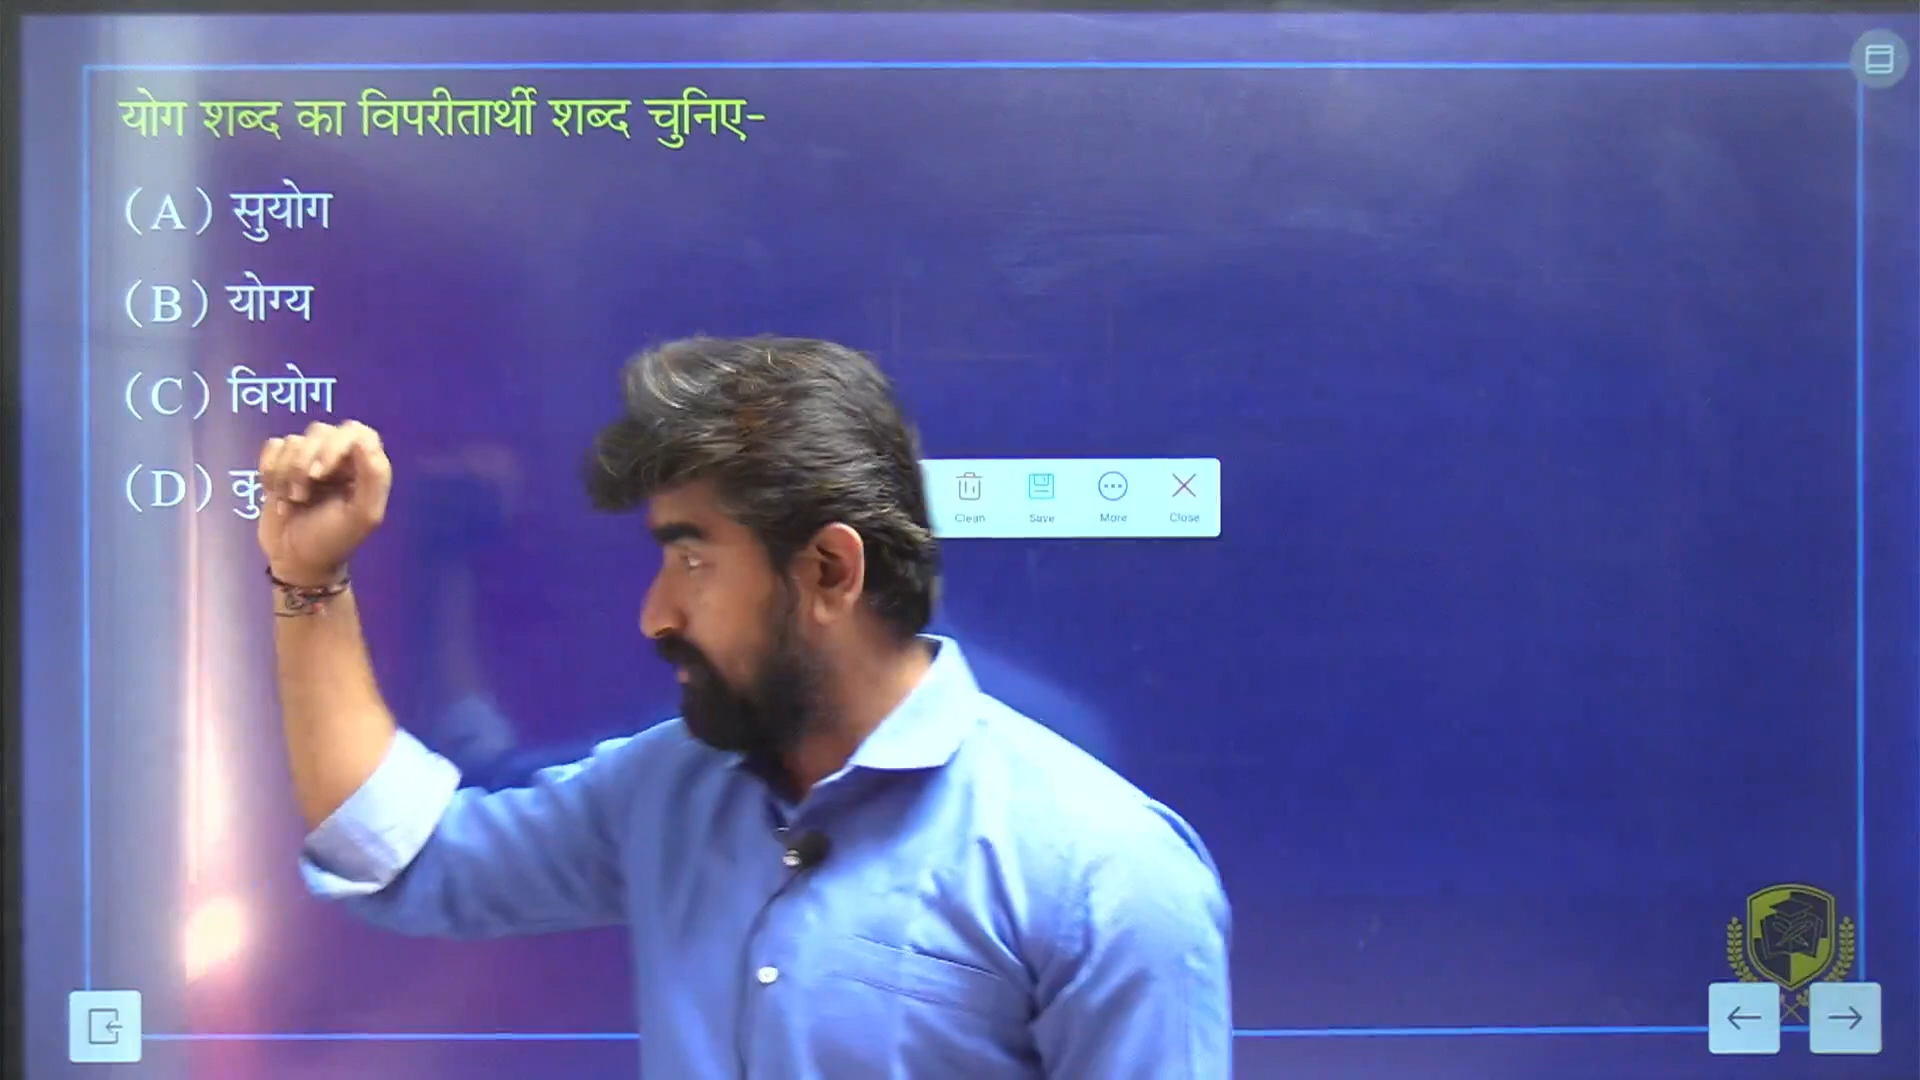 योग शब्द का विपरीतार्थी शब्द चुनिए-
(A) सुयोग
(B) योग्य
(C) वियोग
(D)
Clean Save More Close